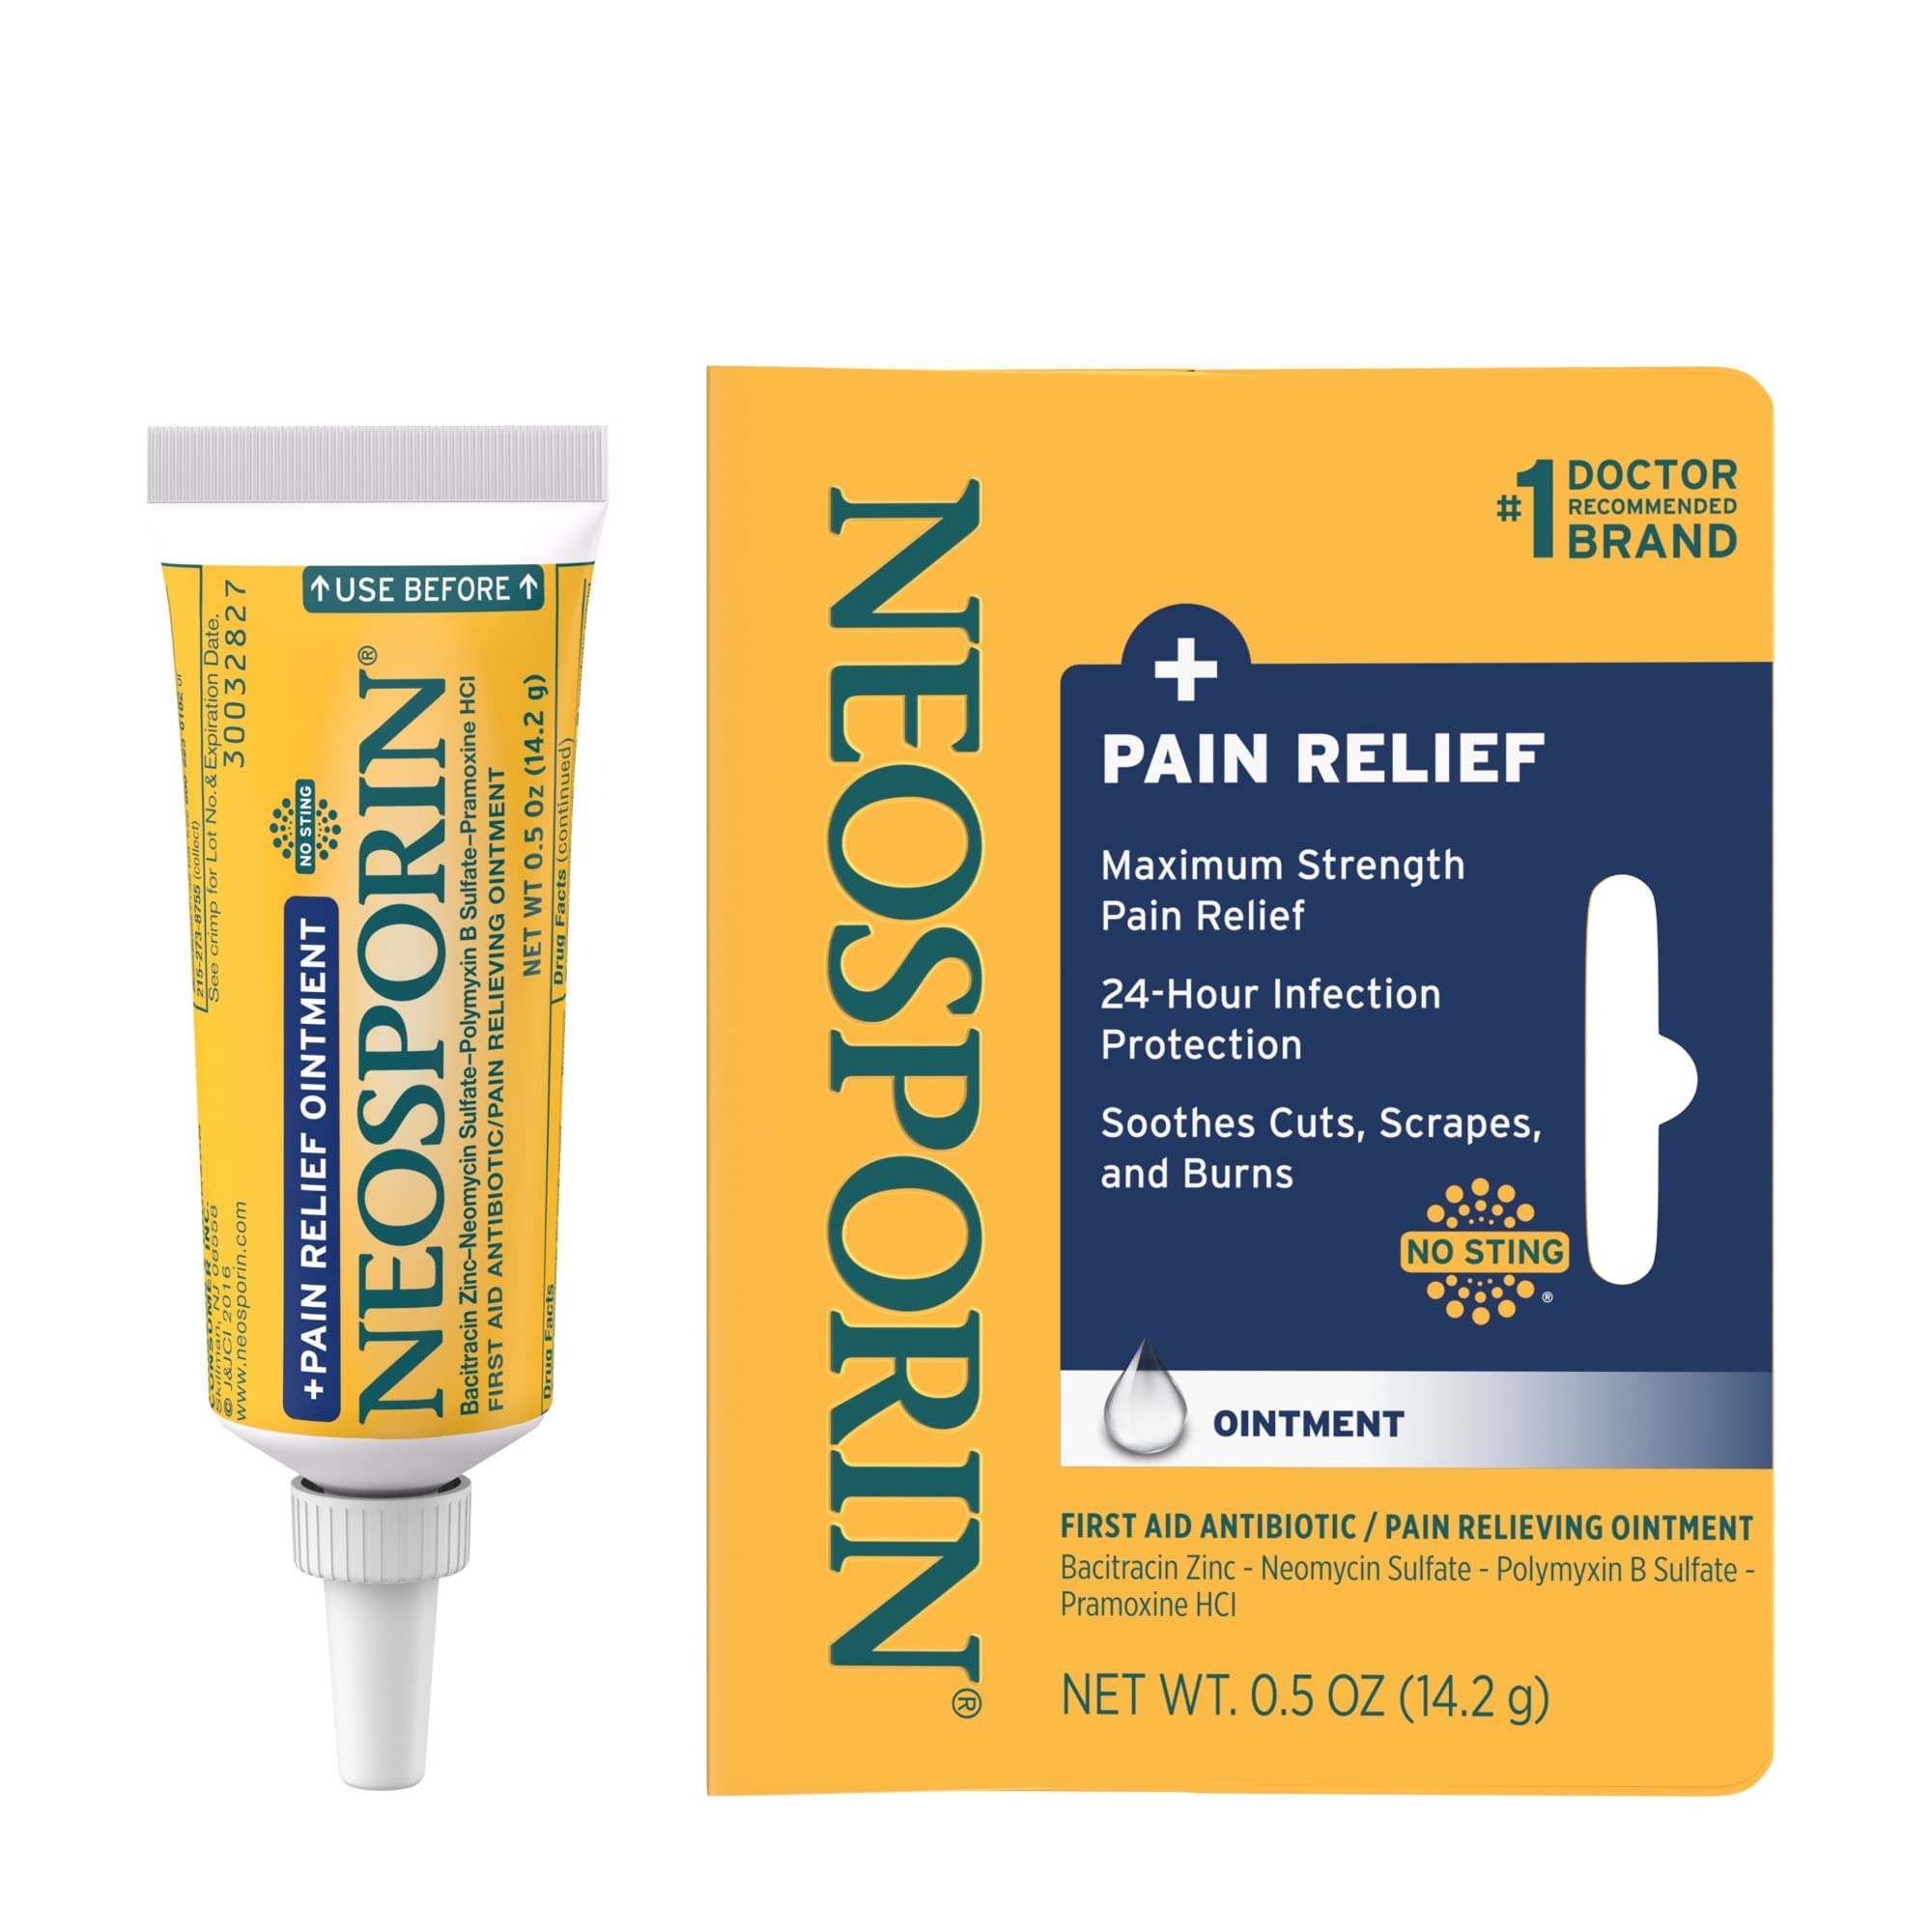 ↑ USE BEFORE ↑
215-273-8755 (collect)
See crimp for Lot No. & Expiration Date.
30032827
CONSUMER INC.
Skillman, NJ 08558
© J&JCI 2016
www.neosporin.com
+PAIN RELIEF OINTMENT
NO STING
NEOSPORIN®
Bacitracin Zinc–Neomycin Sulfate–Polymyxin B Sulfate–Pramoxine HCl
FIRST AID ANTIBIOTIC/PAIN RELIEVING OINTMENT
NET WT 0.5 Oz (14.2 g)
Drug Facts
Drug Facts (continued)
NEOSPORIN®
#1 DOCTOR
RECOMMENDED
BRAND
+
PAIN RELIEF
Maximum Strength
Pain Relief
24-Hour Infection
Protection
Soothes Cuts, Scrapes,
and Burns
NO STING
®
OINTMENT
FIRST AID ANTIBIOTIC / PAIN RELIEVING OINTMENT
Bacitracin Zinc - Neomycin Sulfate - Polymyxin B Sulfate -
Pramoxine HCl
NET WT. 0.5 OZ (14.2 g)